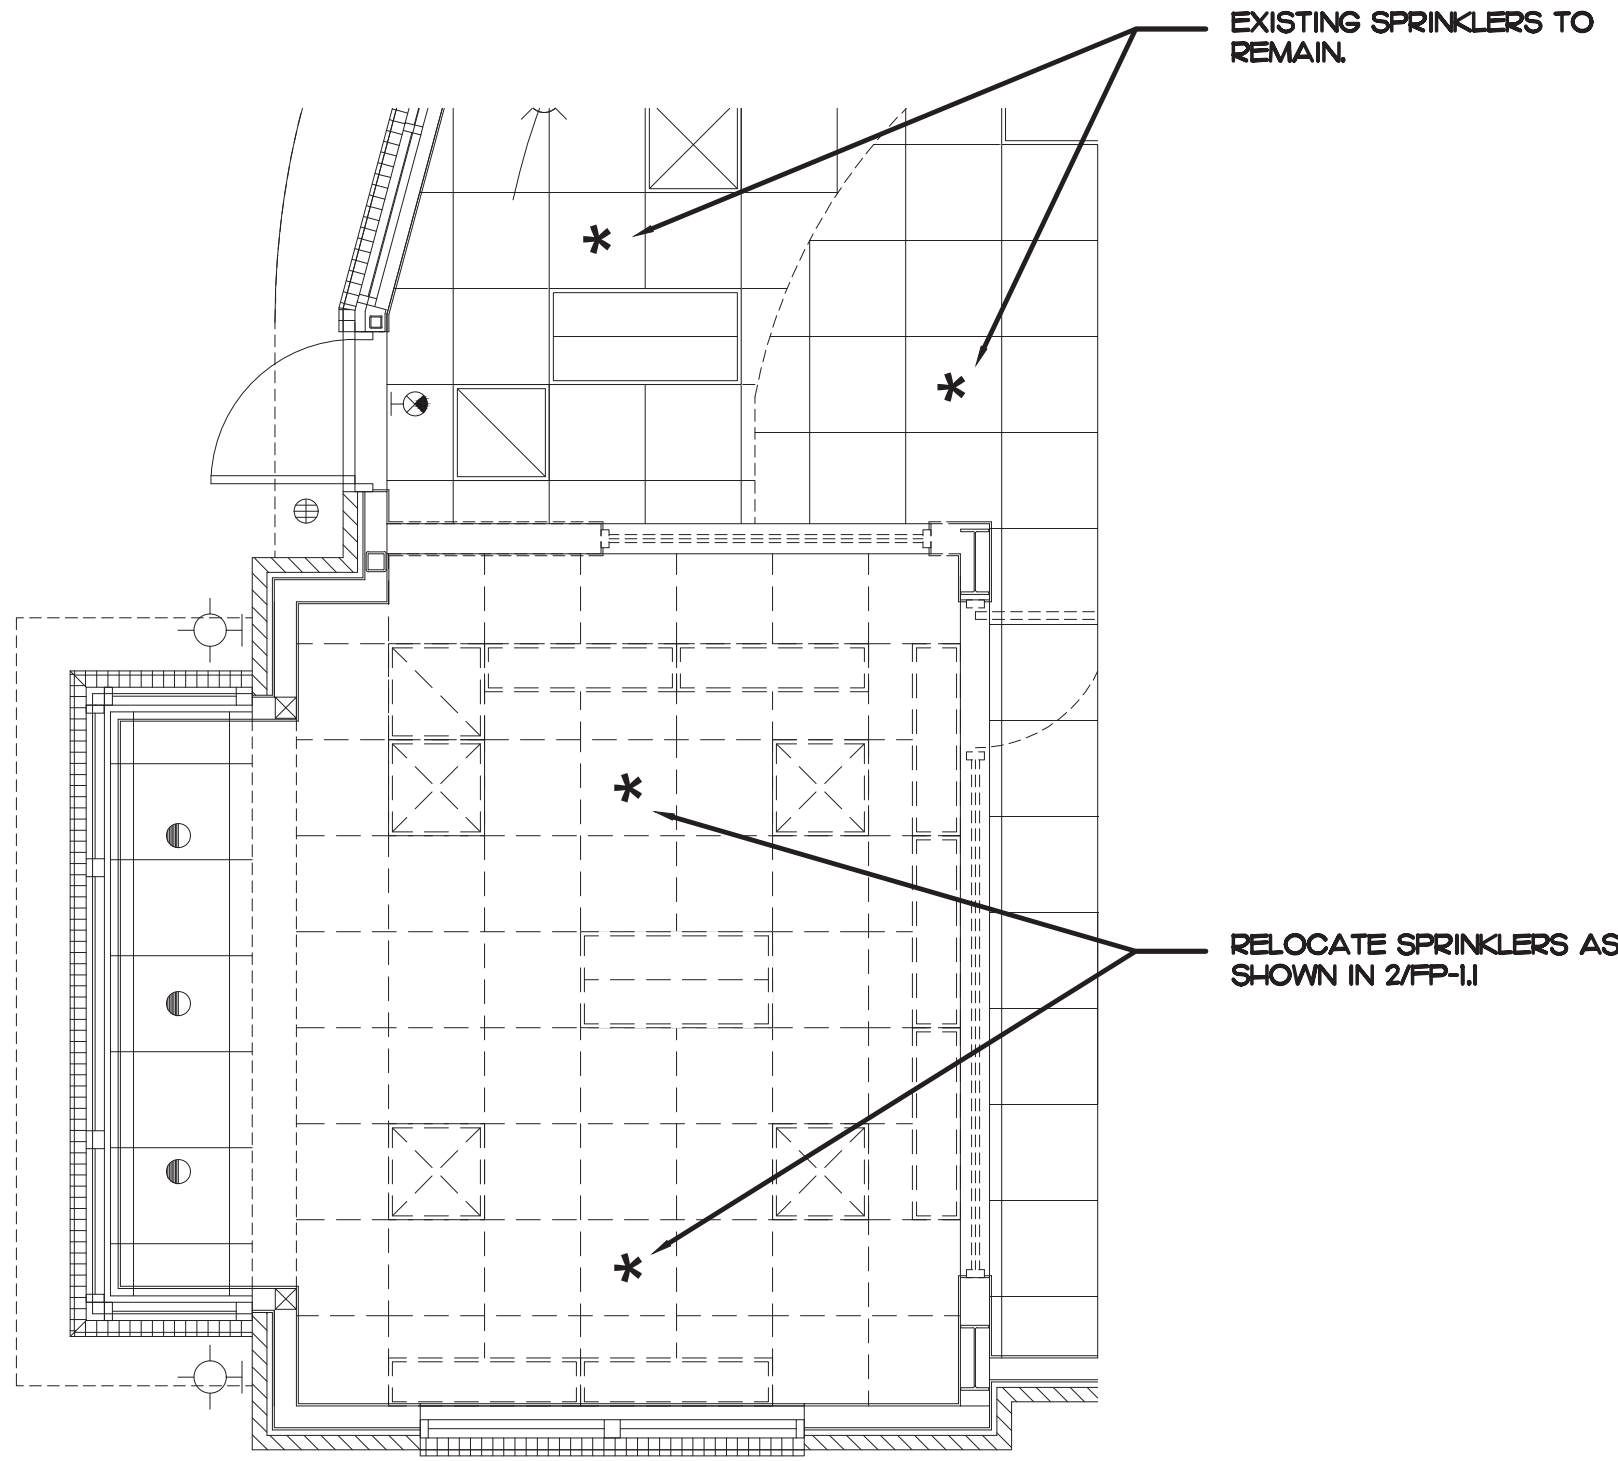 EXISTING SPRINKLERS TO
REMAIN.
RELOCATE SPRINKLERS AS
SHOWN IN 2/FP-1.1